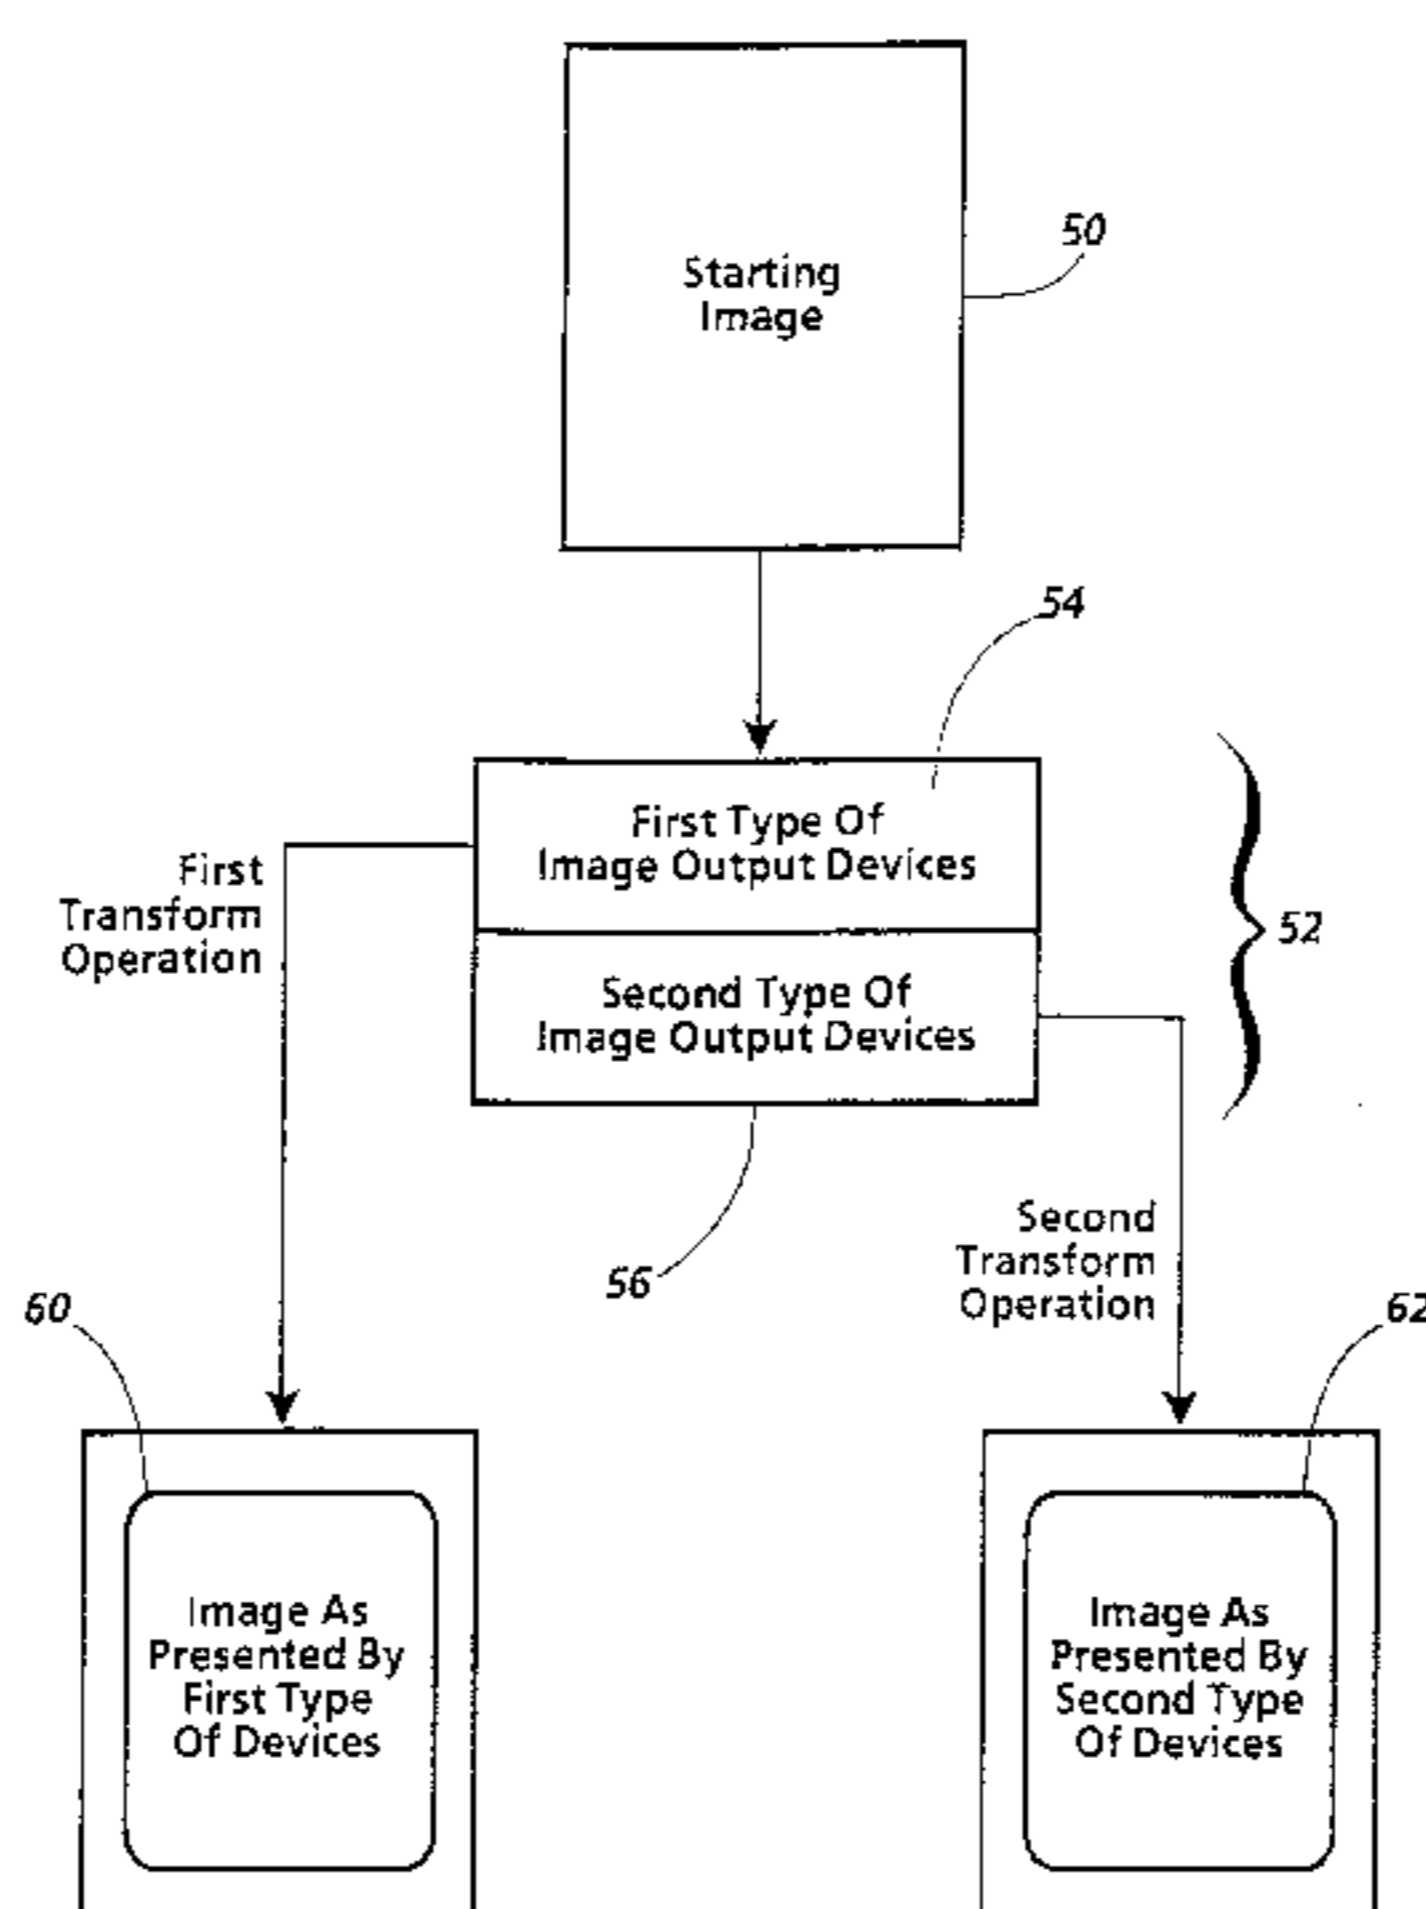 50
Starting
Image
54
First Type Of
Image Output Devices
First
Transform
Operation
52
Second Type Of
Image Output Devices
56
Second
Transform
Operation
60
62
Image As
Presented By
First Type
Of Devices
Image As
Presented By
Second Type
Of Devices